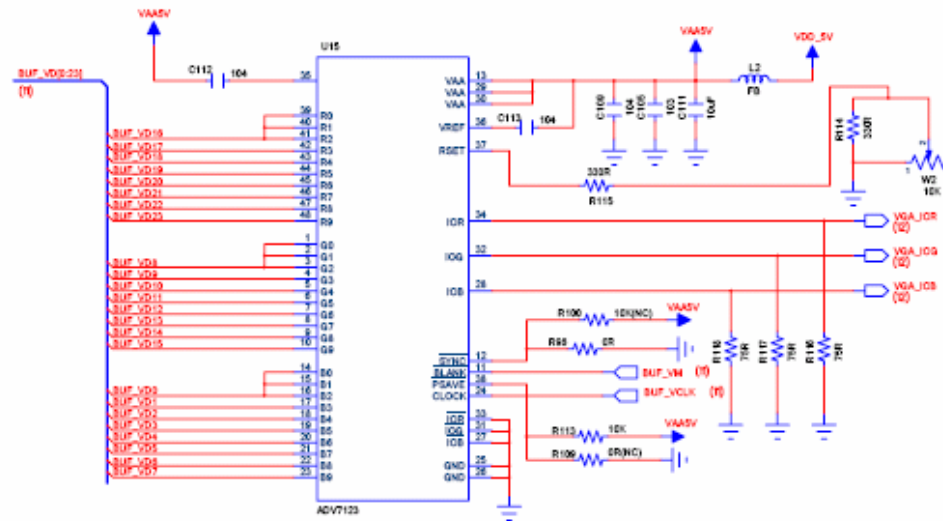 VAA5V
U15
VAA5V
VDD_5V
BUF_VD[0:23]
(11)
C112
104
35
L2
FB
VAA
13
VAA
29
VAA
30
C109
104
C105
103
C111
10uF
VREF
36
C113
104
RSET
37
330R
R115
R114
330R
2
1
W2
10K
39
R0
40
R1
BUF_VD16
41
R2
BUF_VD17
42
R3
BUF_VD18
43
R4
BUF_VD19
44
R5
BUF_VD20
45
R6
BUF_VD21
46
R7
BUF_VD22
47
R8
BUF_VD23
48
R9
IOR
34
VGA_IOR
(12)
1
G0
2
G1
BUF_VD8
3
G2
BUF_VD9
4
G3
BUF_VD10
5
G4
BUF_VD11
6
G5
BUF_VD12
7
G6
BUF_VD13
8
G7
BUF_VD14
9
G8
BUF_VD15
10
G9
IOG
32
VGA_IOG
(12)
IOB
28
VGA_IOB
(12)
R100
10K(NC)
VAA5V
0R
R118
75R
R117
75R
R116
75R
SYNC
12
BLANK
11
BUF_VM
(11)
PSAVE
38
CLOCK
24
BUF_VCLK
(11)
14
B0
15
B1
BUF_VD0
16
B2
BUF_VD1
17
B3
BUF_VD2
18
B4
BUF_VD3
19
B5
BUF_VD4
20
B6
BUF_VD5
21
B7
BUF_VD6
22
B8
BUF_VD7
23
B9
IOR
33
IOG
31
IOB
27
GND
25
GND
26
R113
10K
VAA5V
R109
0R(NC)
ADV7123